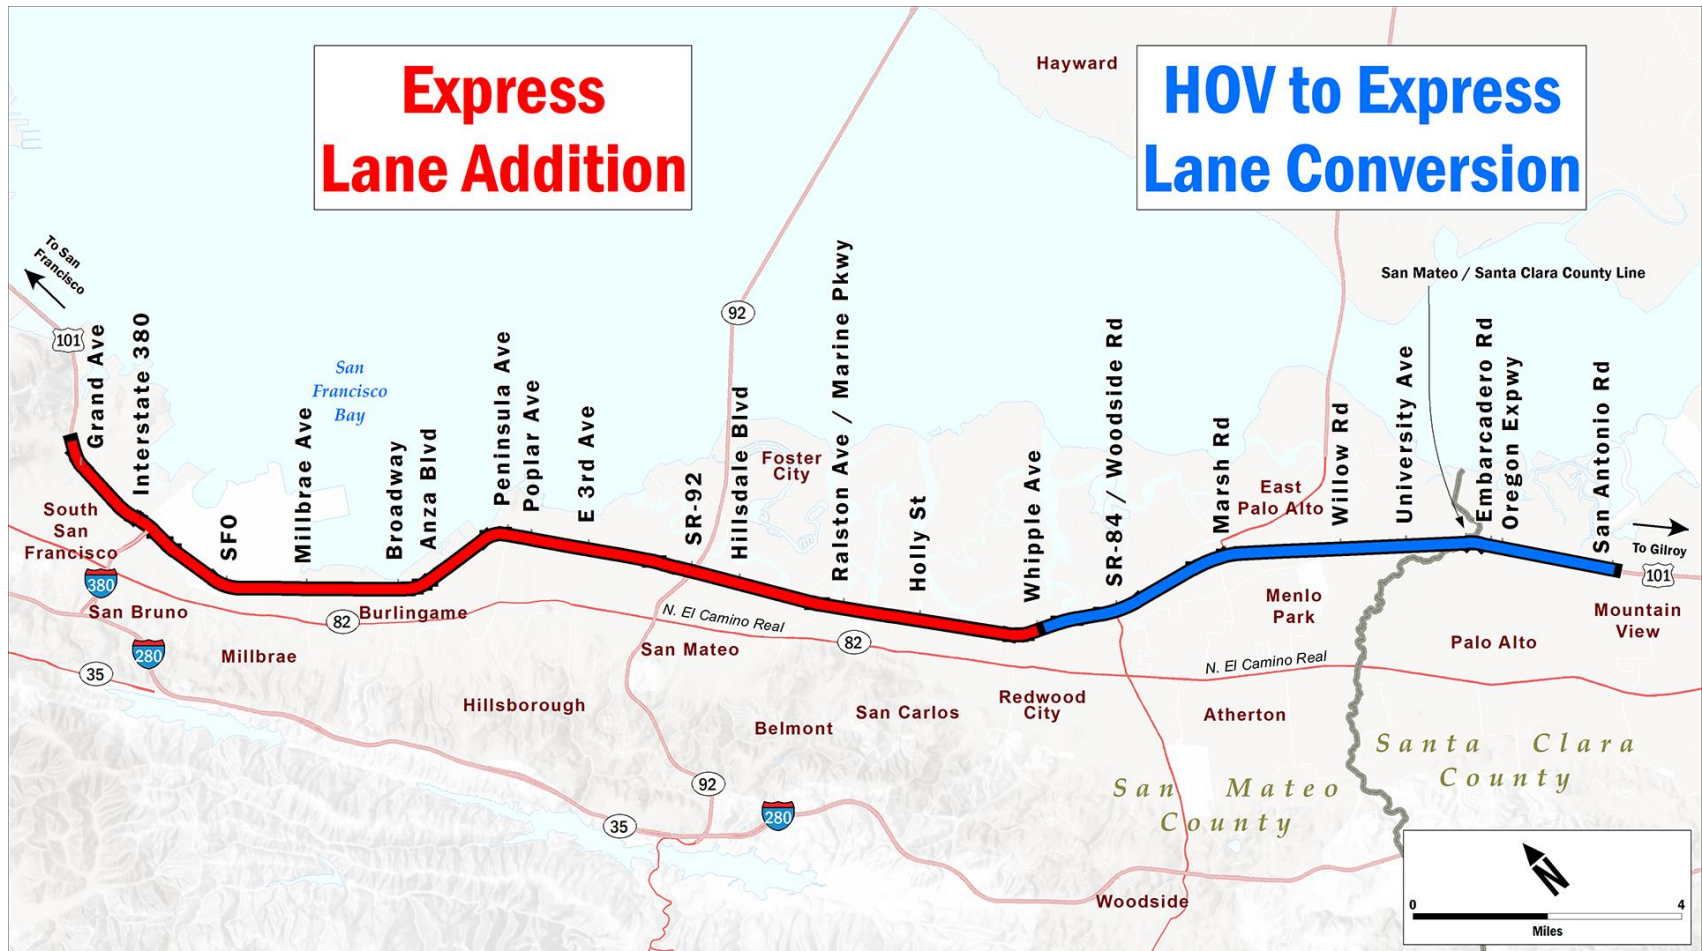 Express
Lane Addition
HOV to Express
Lane Conversion
Hayward
To San
Francisco
San Mateo / Santa Clara County Line
101
92
San
Francisco
Bay
Grand Ave
Interstate 380
SFO
Millbrae Ave
Broadway
Anza Blvd
Peninsula Ave
Poplar Ave
E 3rd Ave
SR-92
Hillsdale Blvd
Ralston Ave / Marine Pkwy
Holly St
Whipple Ave
SR-84 / Woodside Rd
Marsh Rd
Willow Rd
University Ave
Embarcadero Rd
Oregon Expwy
San Antonio Rd
Foster
City
East
Palo Alto
South
San
Francisco
To Gilroy
101
380
San Bruno
82
Burlingame
N. El Camino Real
82
Menlo
Park
Mountain
View
280
Millbrae
San Mateo
Palo Alto
N. El Camino Real
35
Hillsborough
Redwood
City
San Carlos
Belmont
Atherton
Santa Clara
County
San Mateo
County
92
280
35
Woodside
N
0
4
Miles